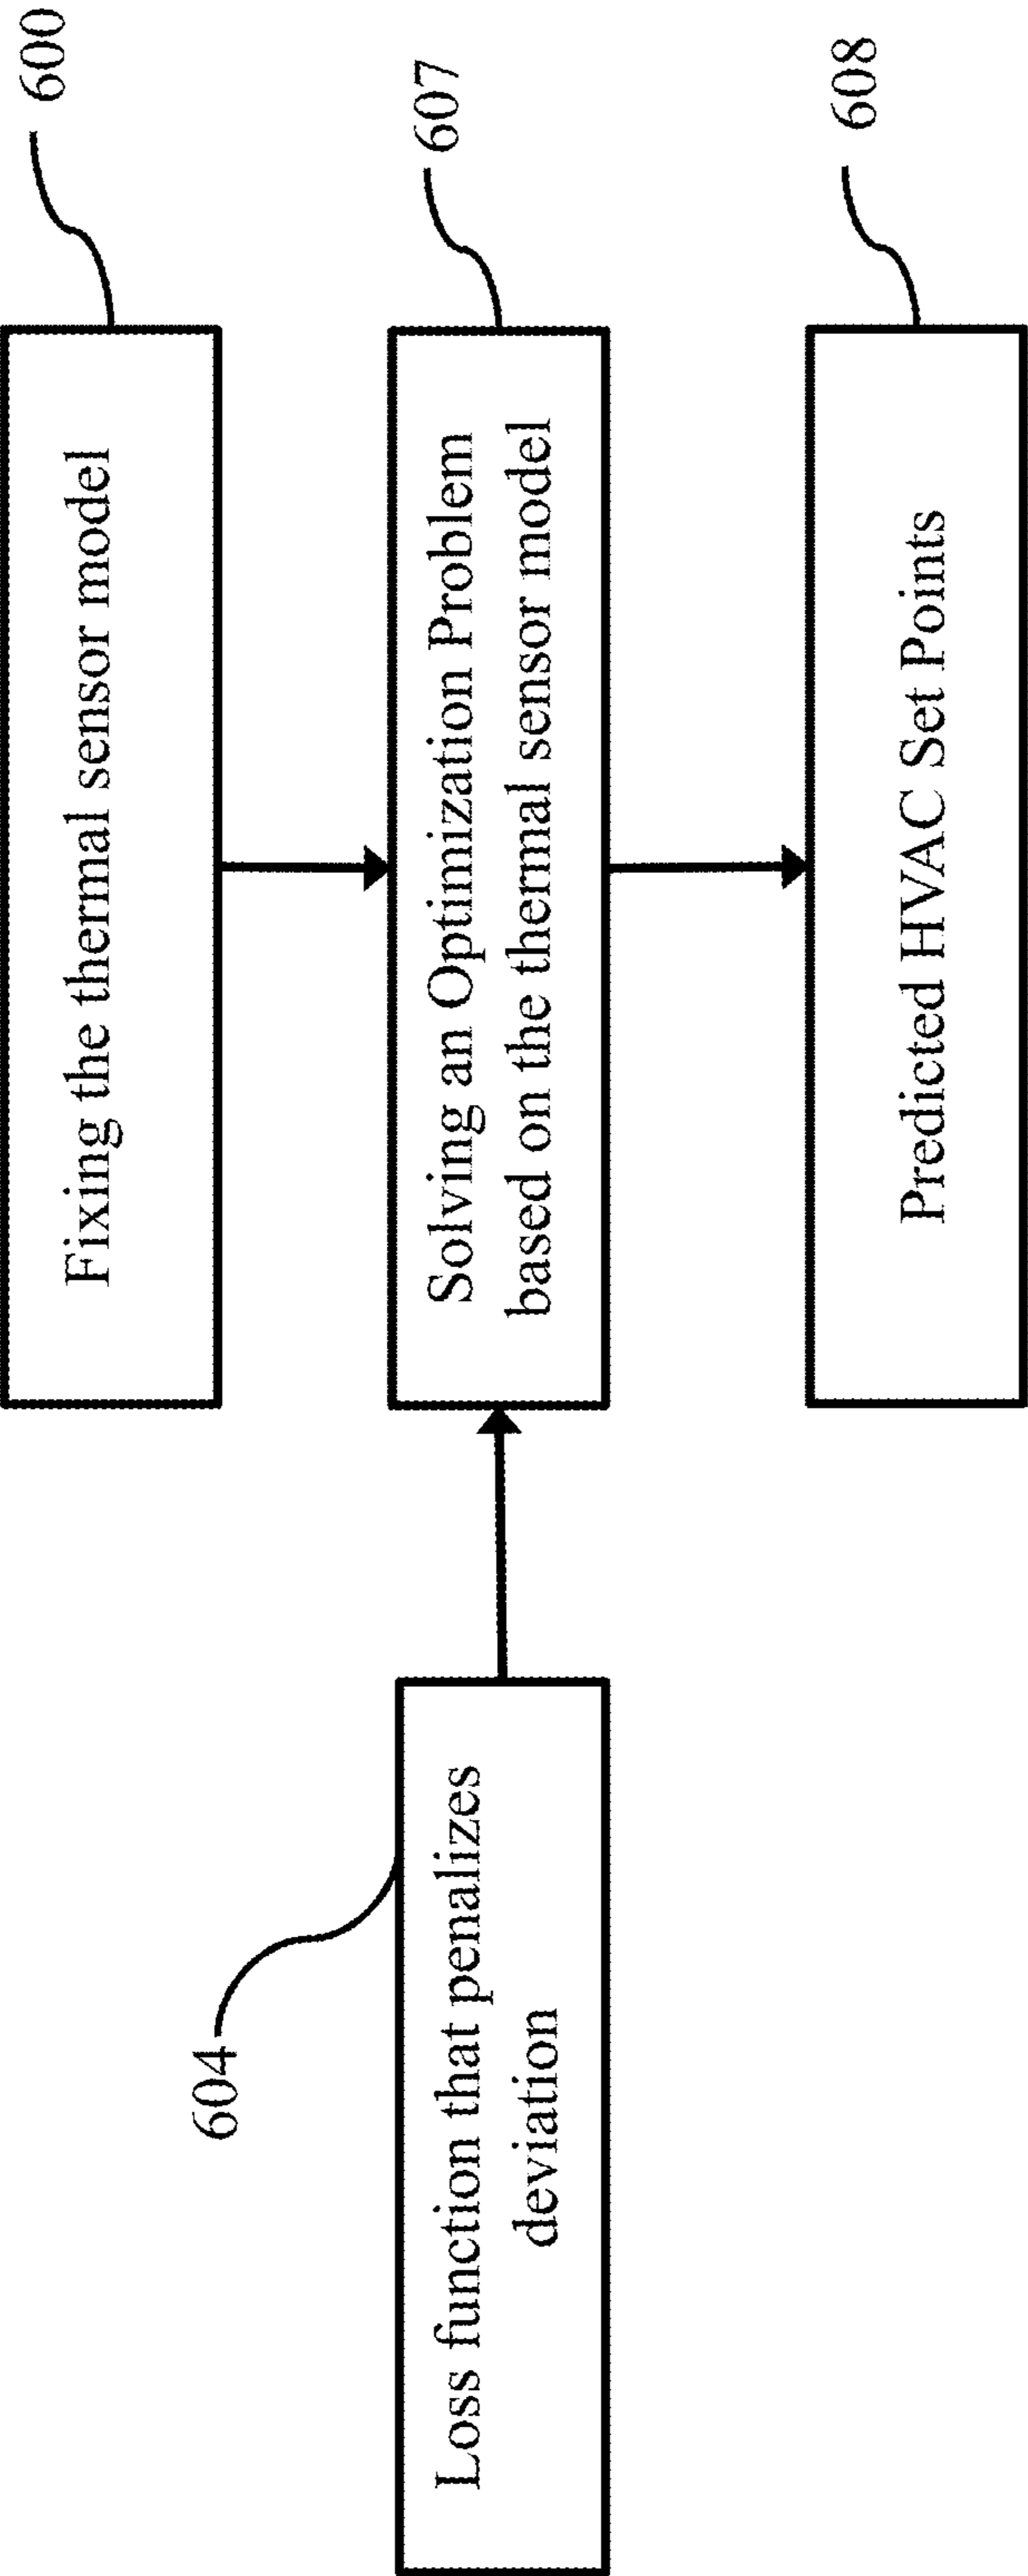 Fixing the thermal sensor model
600
604
Loss function that penalizes
deviation
Solving an Optimization Problem
based on the thermal sensor model
607
Predicted HVAC Set Points
608